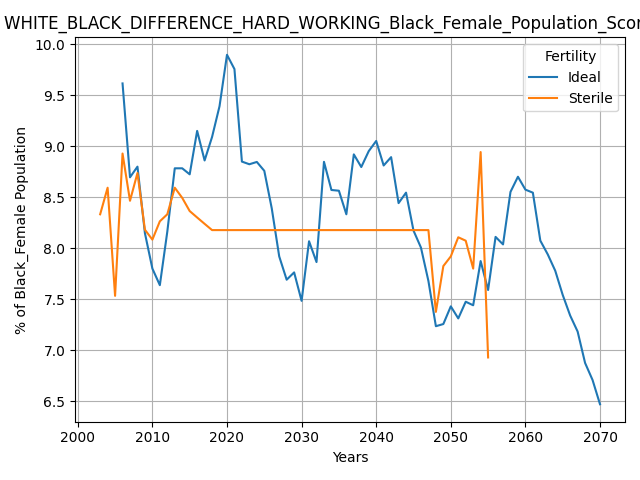 WHITE_BLACK_DIFFERENCE_HARD_WORKING_Black_Female_Population_Scor
10.0
9.5
9.0
8.5
8.0
7.5
7.0
6.5
% of Black_Female Population
Fertility
Ideal
Sterile
2000 2010 2020 2030 2040 2050 2060 2070
Years